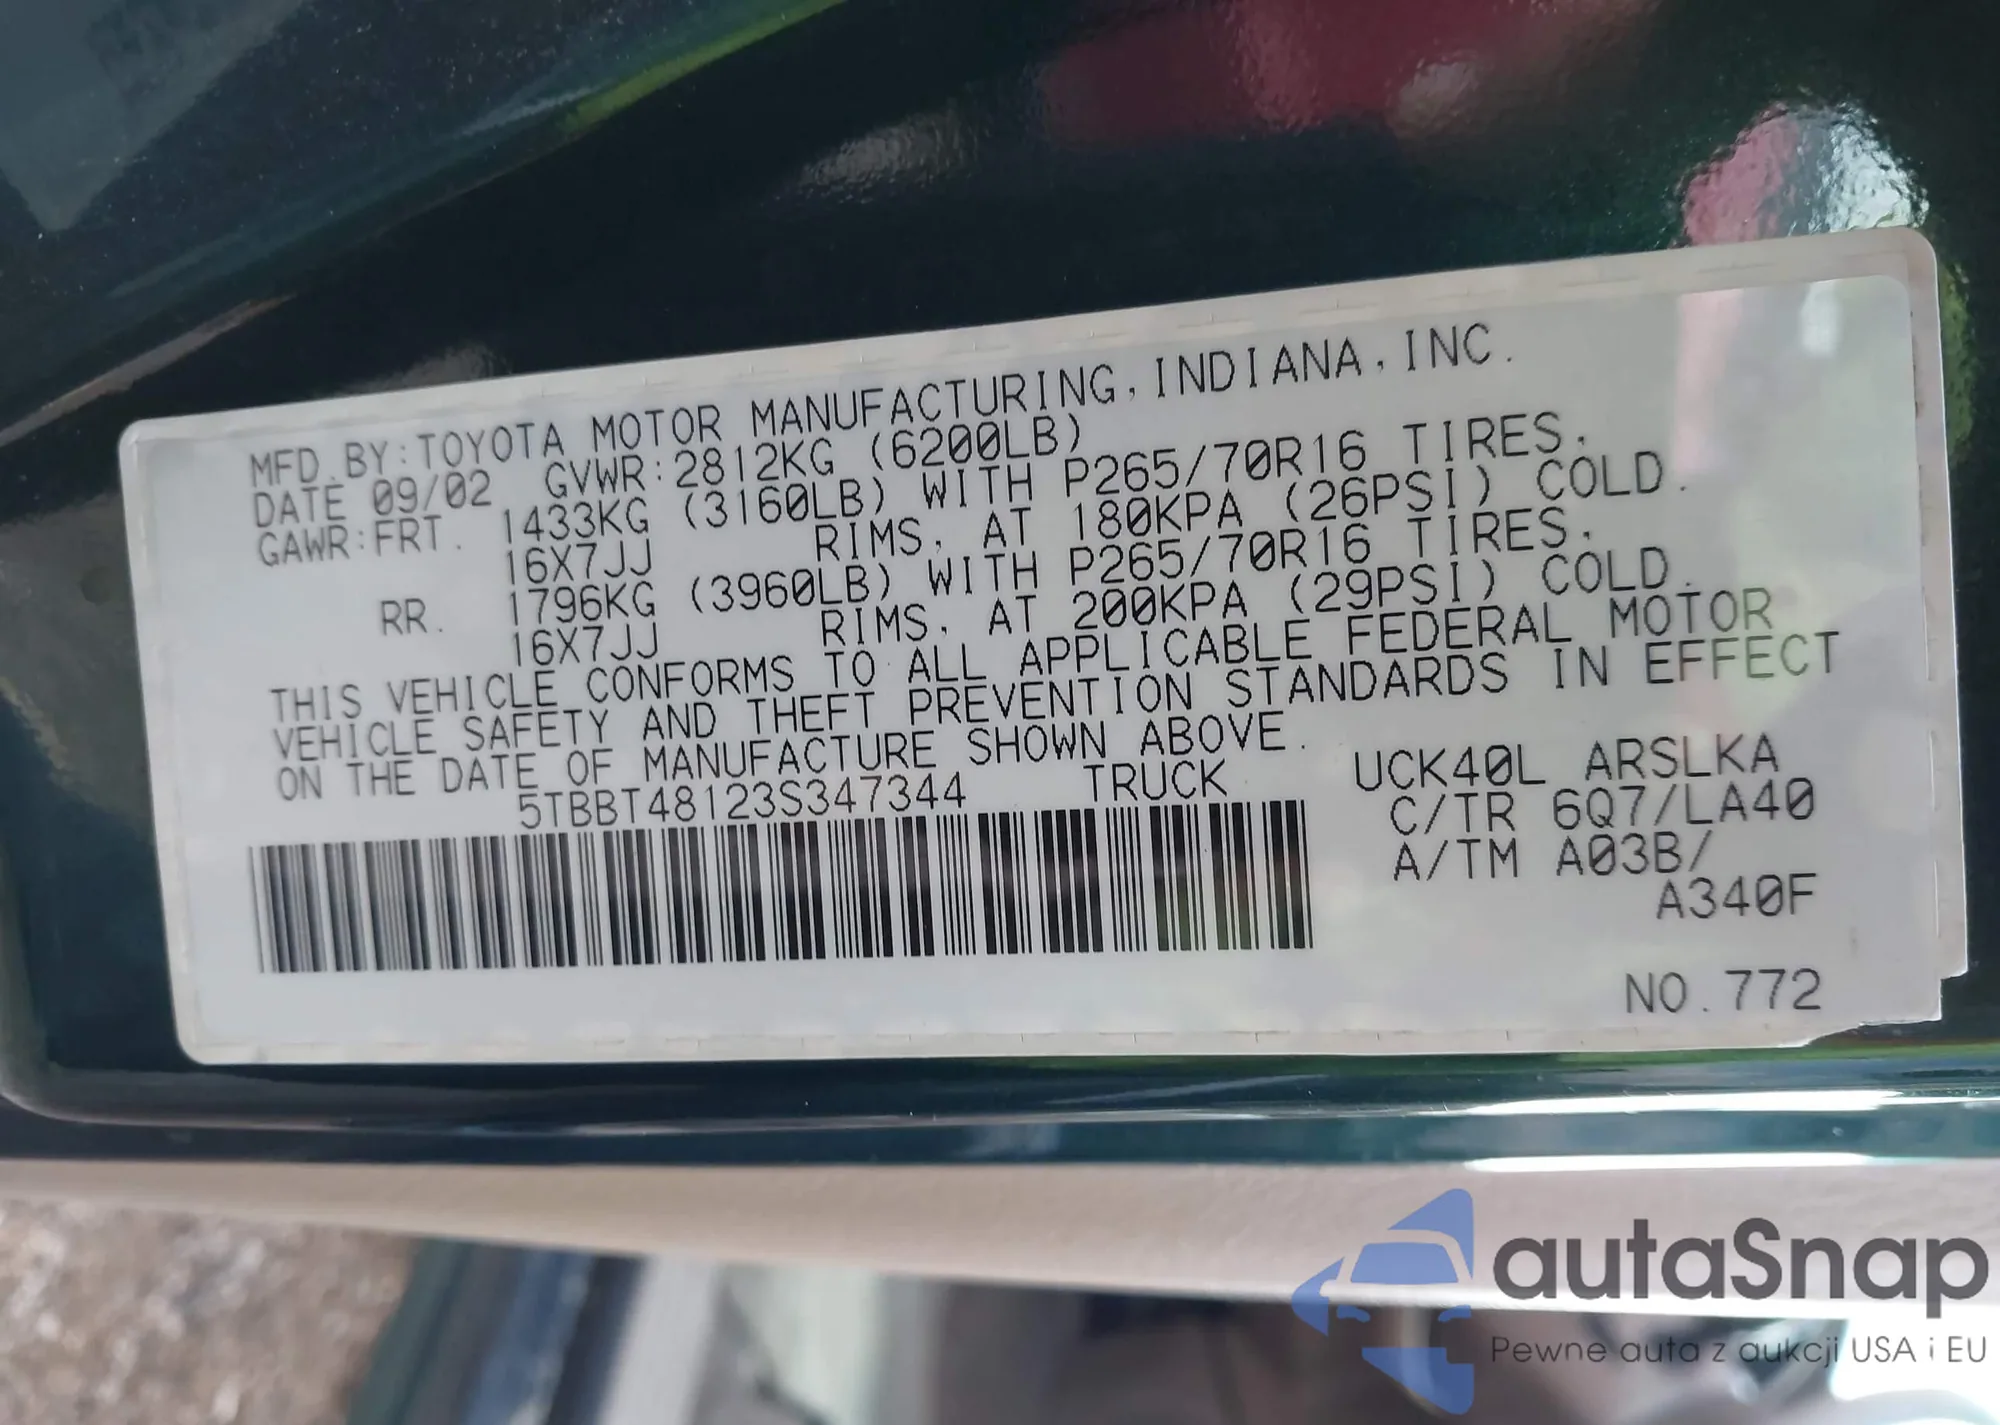 MFD.BY:TOYOTA MOTOR MANUFACTURING,INDIANA,INC.
DATE 09/02 GVWR:2812KG (6200LB)
GAWR:FRT. 1433KG (3160LB) WITH P265/70R16 TIRES.
16X7JJ RIMS, AT 180KPA (26PSI) COLD.
RR. 1796KG (3960LB) WITH P265/70R16 TIRES.
16X7JJ RIMS, AT 200KPA (29PSI) COLD.
THIS VEHICLE CONFORMS TO ALL APPLICABLE FEDERAL MOTOR
VEHICLE SAFETY AND THEFT PREVENTION STANDARDS IN EFFECT
ON THE DATE OF MANUFACTURE SHOWN ABOVE.
5TBBT48123S347344 TRUCK UCK40L ARSLKA
C/TR 6Q7/LA40
A/TM A03B/
A340F
NO.772
autaSnap
Pewne auta z aukcji USA i EU